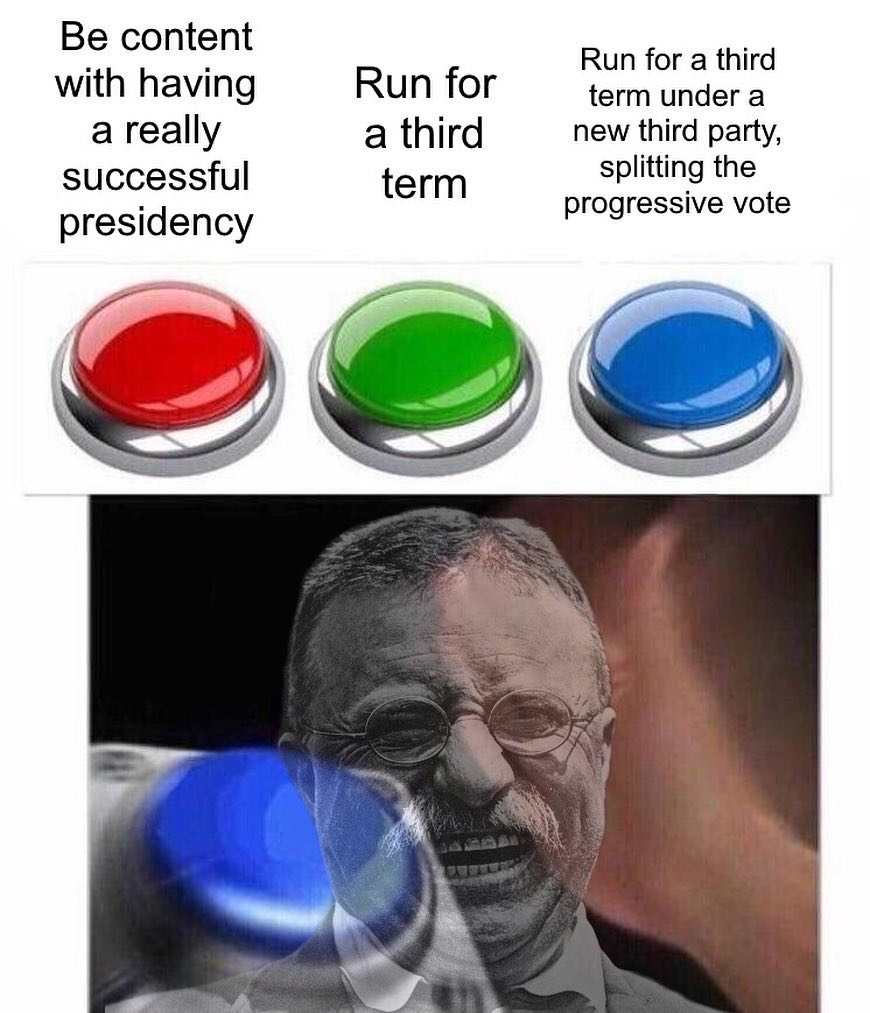 Be content
with having
a really
successful
presidency
Run for
a third
term
Run for a third
term under a
new third party,
splitting the
progressive vote